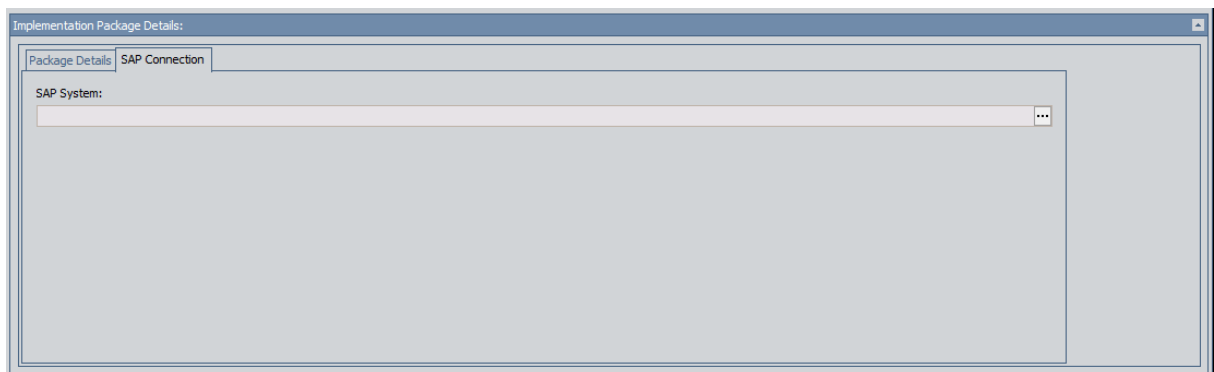 Implementation Package Details:
Package Details SAP Connection
SAP System:
...